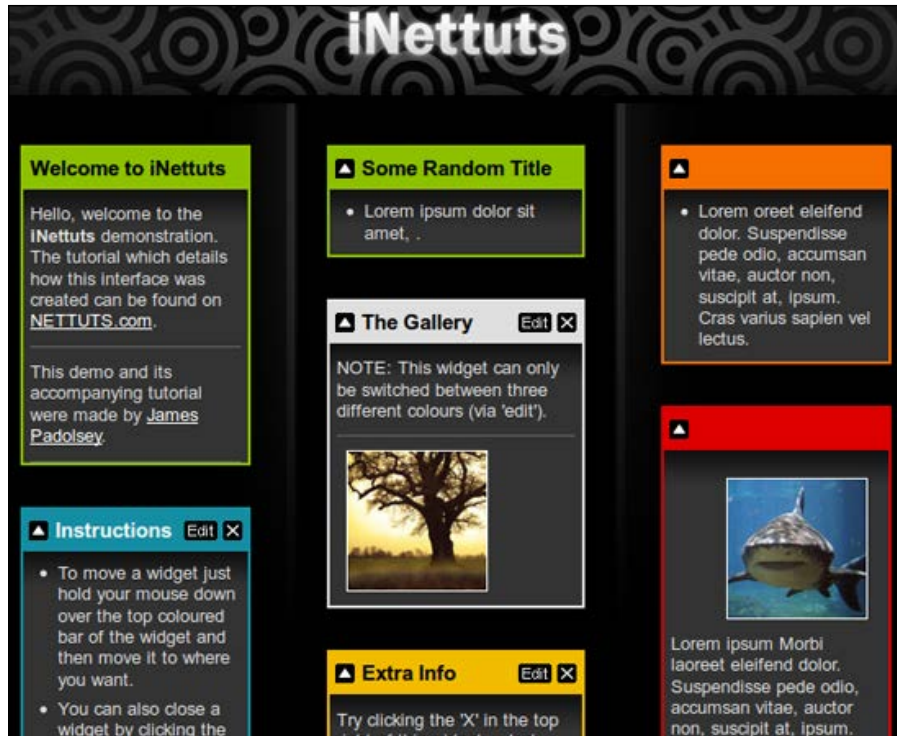 iNettuts
Welcome to iNettuts
Hello, welcome to the
iNettuts demonstration.
The tutorial which details
how this interface was
created can be found on
NETTUTS.com.
This demo and its
accompanying tutorial
were made by James
Padolsey.
Instructions Edit X
To move a widget just
hold your mouse down
over the top coloured
bar of the widget and
then move it to where
you want.
You can also close a
widget by clicking the
Some Random Title
Lorem ipsum dolor sit
amet, .
The Gallery Edit X
NOTE: This widget can only
be switched between three
different colours (via 'edit').
Extra Info Edit X
Try clicking the 'X' in the top
Lorem oreet eleifend
dolor. Suspendisse
pede odio, accumsan
vitae, auctor non,
suscipit at, ipsum.
Cras varius sapien vel
lectus.
Lorem ipsum Morbi
laoreet eleifend dolor.
Suspendisse pede odio,
accumsan vitae, auctor
non, suscipit at, ipsum.